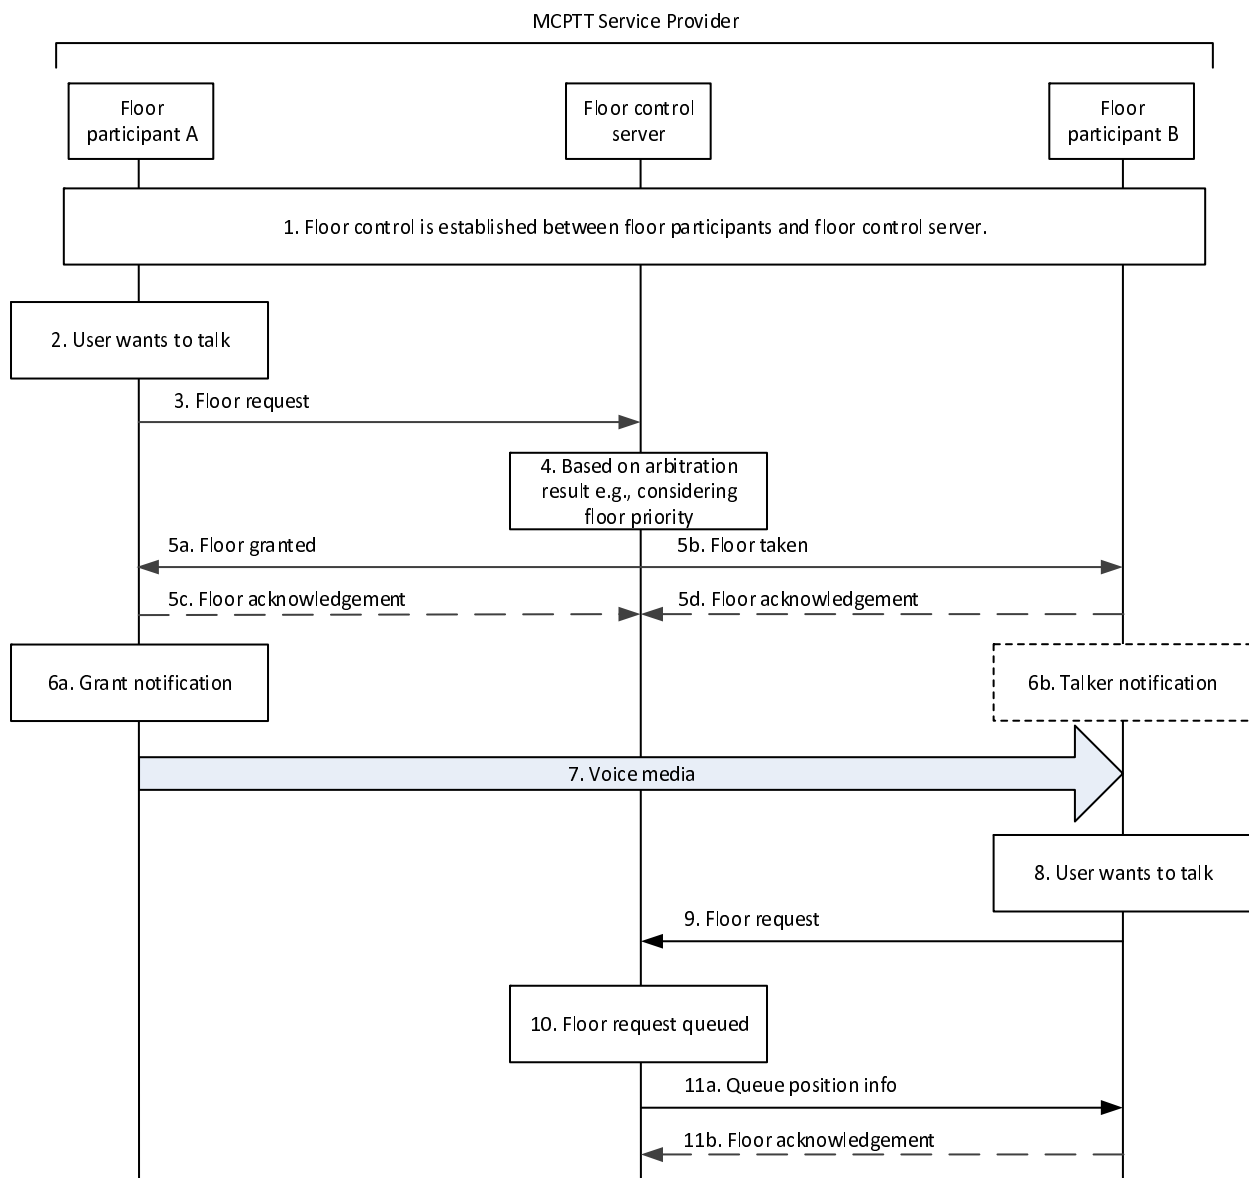 MCPTT Service Provider
Floor
participant A
Floor control
server
Floor
participant B
1. Floor control is established between floor participants and floor control server.
2. User wants to talk
3. Floor request
4. Based on arbitration
result e.g., considering
floor priority
5a. Floor granted
5b. Floor taken
5c. Floor acknowledgement
5d. Floor acknowledgement
6a. Grant notification
6b. Talker notification
7. Voice media
8. User wants to talk
9. Floor request
10. Floor request queued
11a. Queue position info
11b. Floor acknowledgement